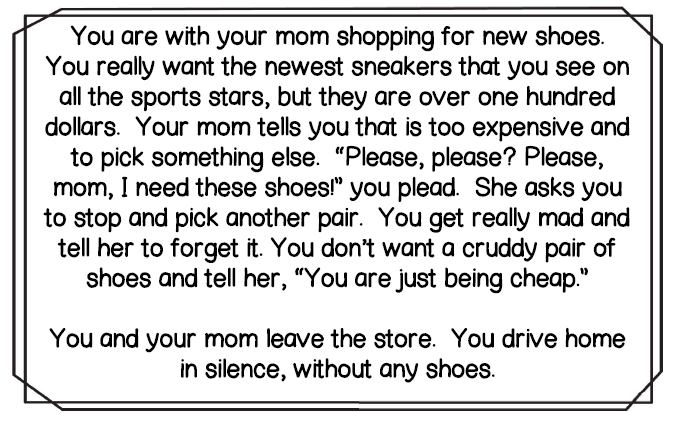 You are with your mom shopping for new shoes.
You really want the newest sneakers that you see on
all the sports stars, but they are over one hundred
dollars.  Your mom tells you that is too expensive and
to pick something else.  "Please, please? Please,
mom, I need these shoes!" you plead.  She asks you
to stop and pick another pair.  You get really mad and
tell her to forget it. You don't want a cruddy pair of
shoes and tell her, "You are just being cheap."

You and your mom leave the store.  You drive home
in silence, without any shoes.